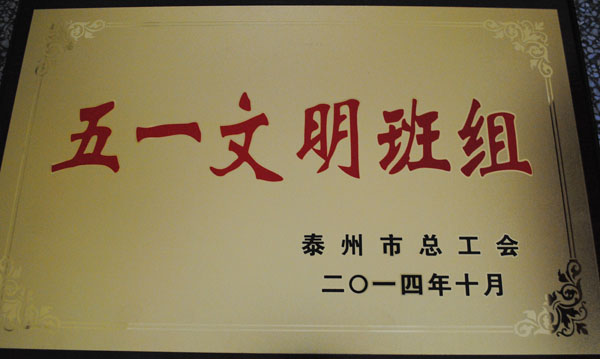 五一文明班组
泰州市总工会
二〇一四年十月